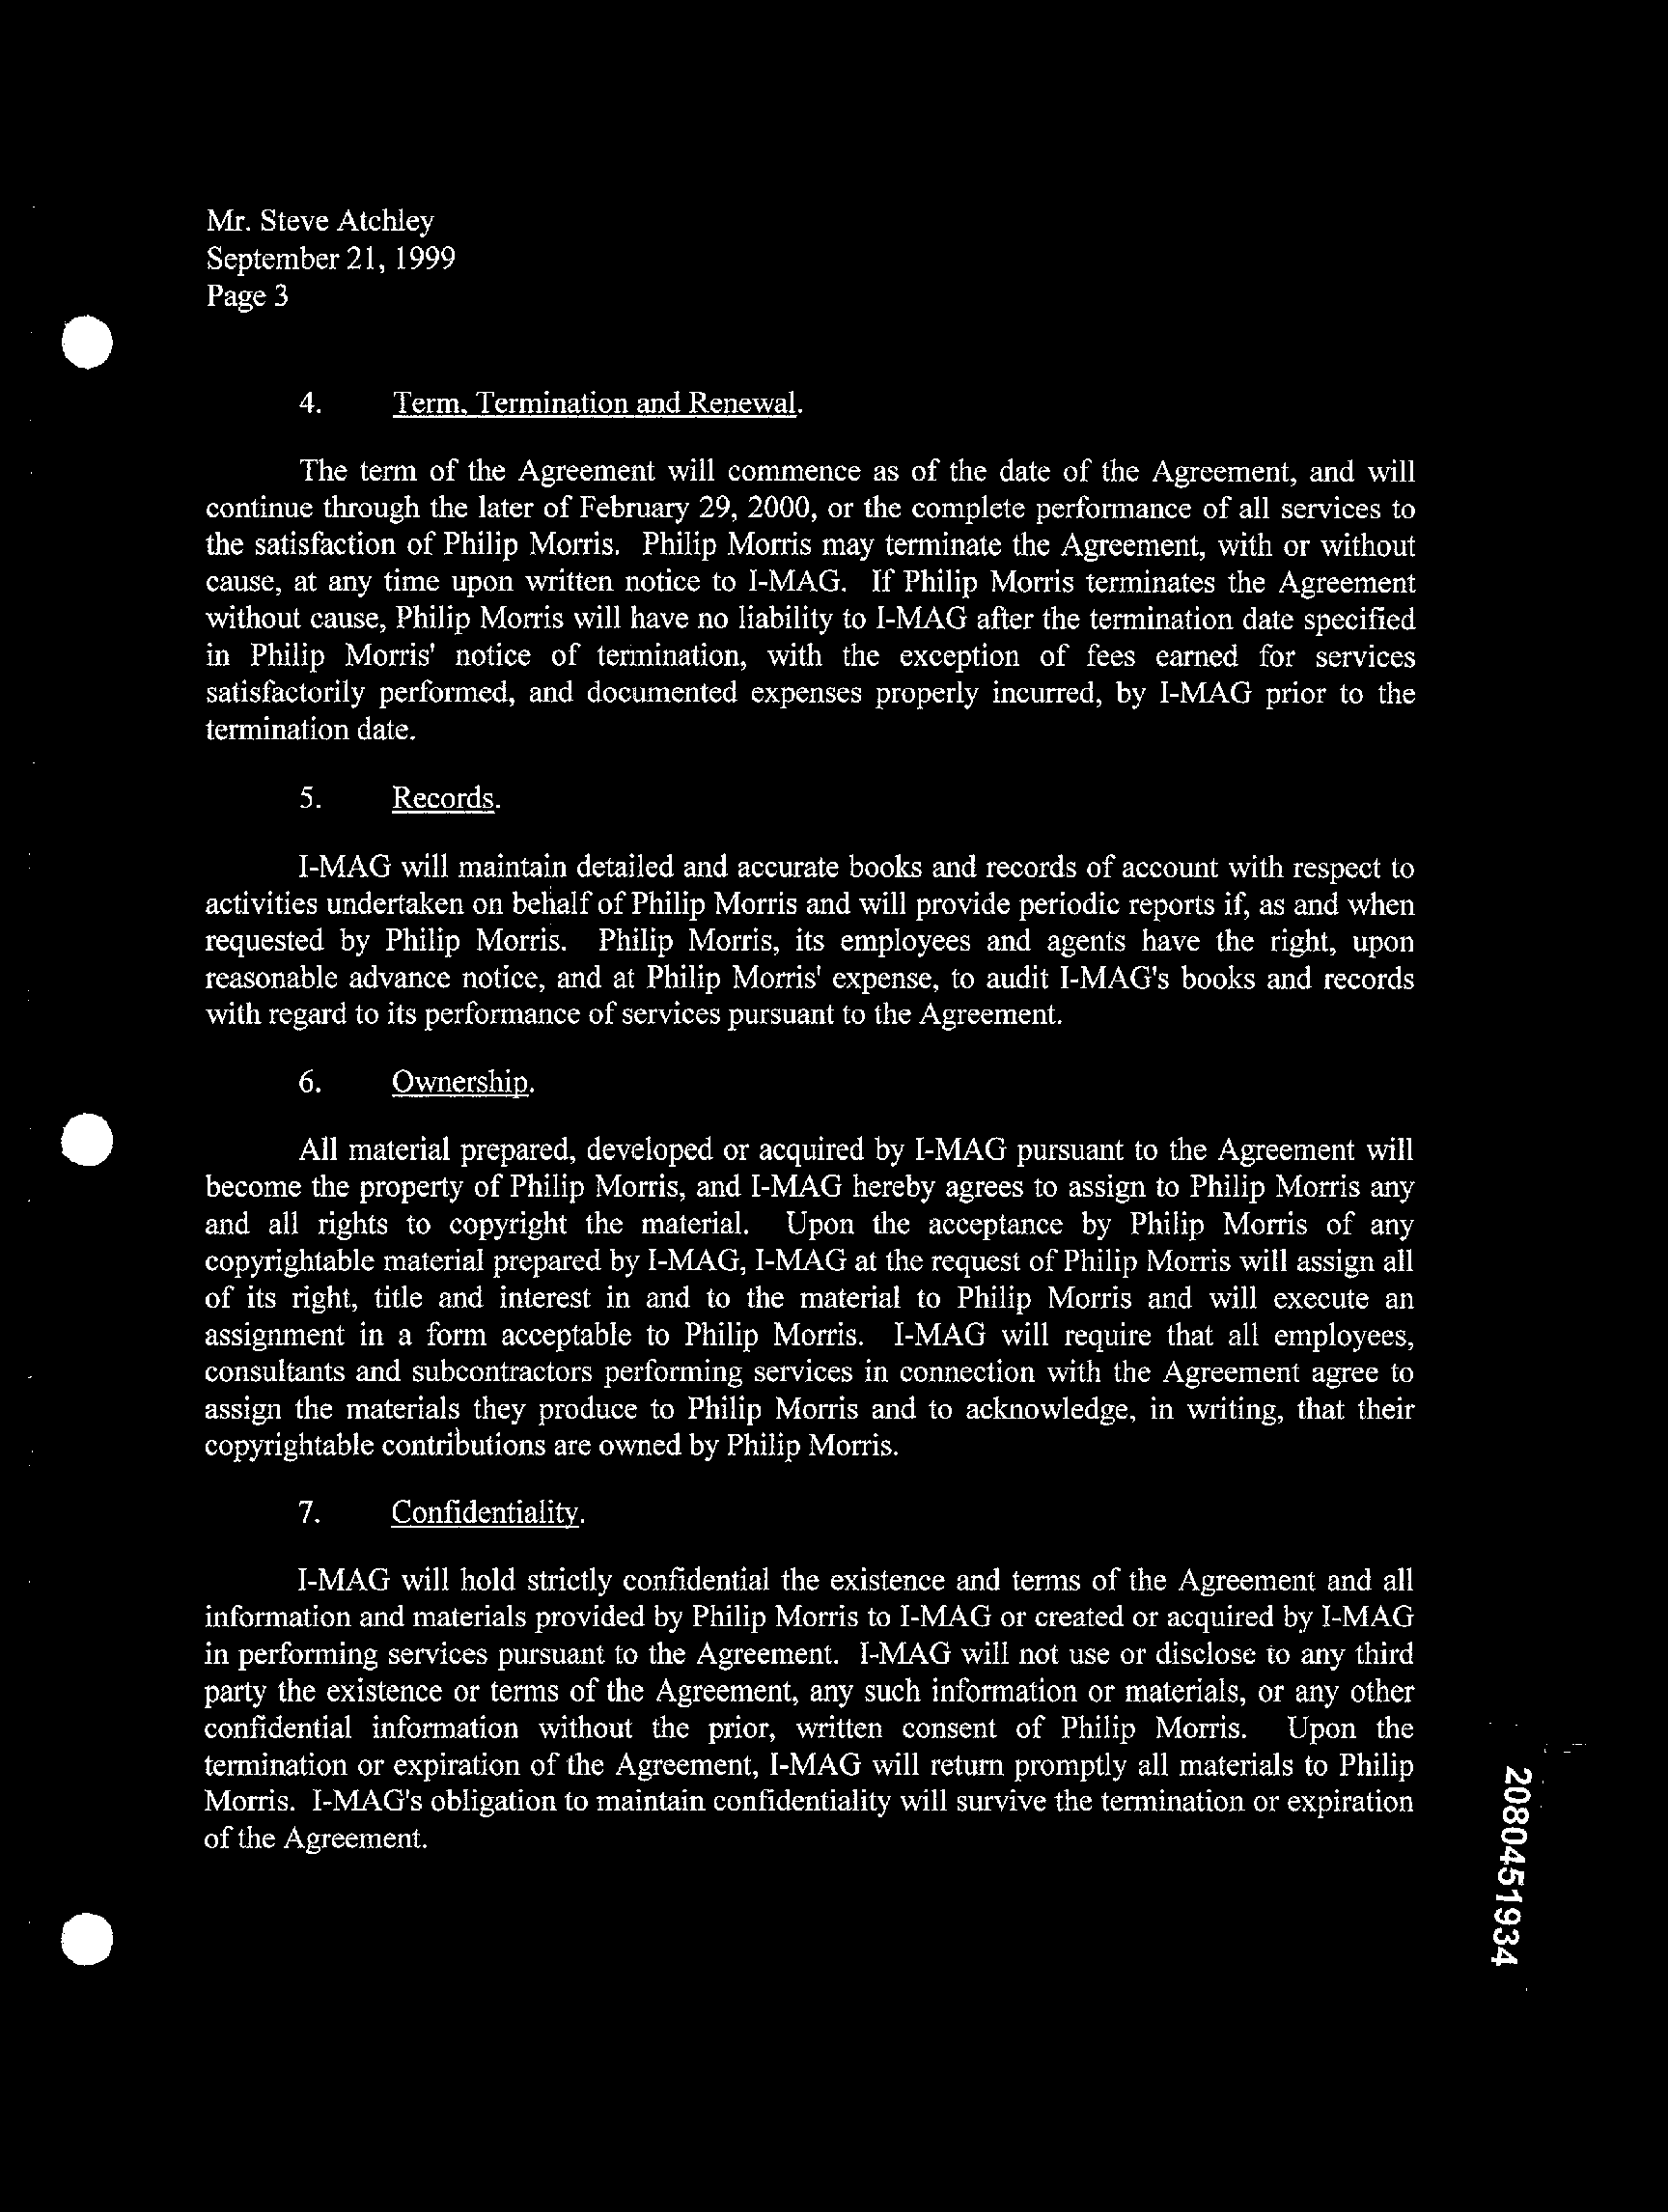 Mr. Steve Atchley
September 21, 1999
Page 3
4. Term, Termination and Renewal.
The term of the Agreement will commence as of the date of the Agreement, and will
continue through the later of February 29, 2000, or the complete performance of all services to
the satisfaction of Philip Morris. Philip Morris may terminate the Agreement, with or without
cause, at any time upon written notice to I-MAG. If Philip Morris terminates the Agreement
without cause, Philip Morris will have no liability to I-MAG after the termination date specified
in Philip Morris' notice of termination, with the exception of fees earned for services
satisfactorily performed, and documented expenses properly incurred, by I-MAG prior to the
termination date.
5. Records.
I-MAG will maintain detailed and accurate books and records of account with respect to
activities undertaken on behalf of Philip Morris and will provide periodic reports if, as and when
requested by Philip Morris. Philip Morris, its employees and agents have the right, upon
reasonable advance notice, and at Philip Morris' expense, to audit I-MAG's books and records
with regard to its performance of services pursuant to the Agreement.
6. Ownership.
All material prepared, developed or acquired by I-MAG pursuant to the Agreement will
become the property of Philip Morris, and I-MAG hereby agrees to assign to Philip Morris any
and all rights to copyright the material. Upon the acceptance by Philip Morris of any
copyrightable material prepared by I-MAG, I-MAG at the request of Philip Morris will assign all
of its right, title and interest in and to the material to Philip Morris and will execute an
assignment in a form acceptable to Philip Morris. I-MAG will require that all employees,
consultants and subcontractors performing services in connection with the Agreement agree to
assign the materials they produce to Philip Morris and to acknowledge, in writing, that their
copyrightable contributions are owned by Philip Morris.
7. Confidentiality.
I-MAG will hold strictly confidential the existence and terms of the Agreement and all
information and materials provided by Philip Morris to I-MAG or created or acquired by I-MAG
in performing services pursuant to the Agreement. I-MAG will not use or disclose to any third
party the existence or terms of the Agreement, any such information or materials, or any other
confidential information without the prior, written consent of Philip Morris. Upon the
termination or expiration of the Agreement, I-MAG will return promptly all materials to Philip
Morris. I-MAG's obligation to maintain confidentiality will survive the termination or expiration
of the Agreement.
2080451934